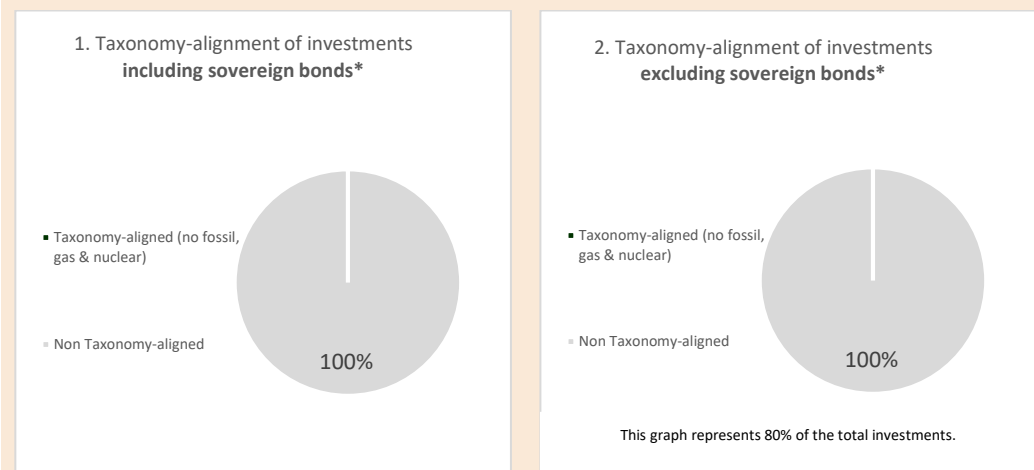 1. Taxonomy-alignment of investments
including sovereign bonds*
Taxonomy-aligned (no fossil,
gas & nuclear)
Non Taxonomy-aligned
100%
2. Taxonomy-alignment of investments
excluding sovereign bonds*
Taxonomy-aligned (no fossil,
gas & nuclear)
Non Taxonomy-aligned
100%
This graph represents 80% of the total investments.